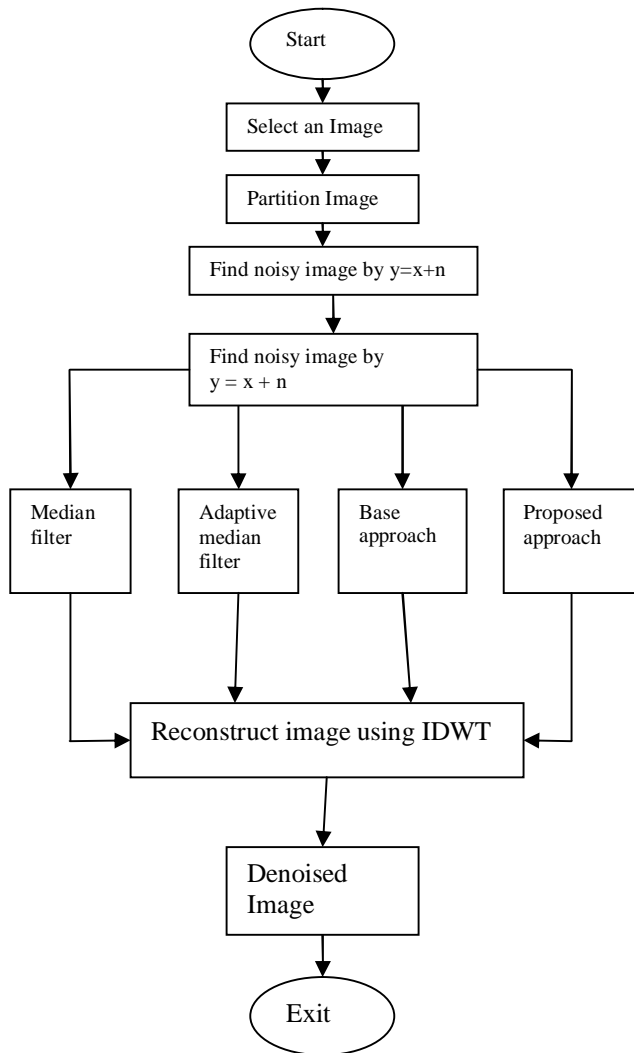 Start
Select an Image
Partition Image
Find noisy image by y=x+n
Find noisy image by
y = x + n
Median
filter
Adaptive
median
filter
Base
approach
Proposed
approach
Reconstruct image using IDWT
Denoised
Image
Exit